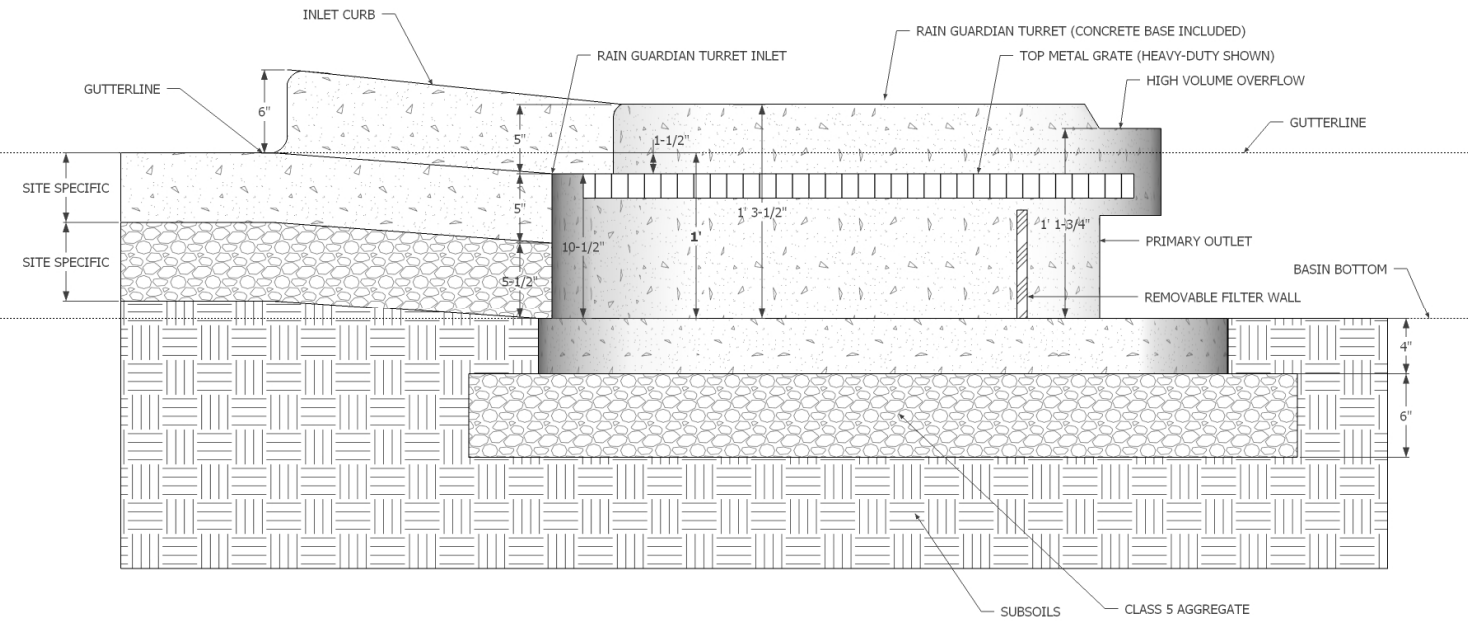 INLET CURB
RAIN GUARDIAN TURRET (CONCRETE BASE INCLUDED)
RAIN GUARDIAN TURRET INLET
TOP METAL GRATE (HEAVY-DUTY SHOWN)
HIGH VOLUME OVERFLOW
GUTTERLINE
6"
GUTTERLINE
5"
1-1/2"
SITE SPECIFIC
5"
1' 3-1/2"
1' 1-3/4"
1'
10-1/2"
PRIMARY OUTLET
SITE SPECIFIC
5-1/2"
BASIN BOTTOM
REMOVABLE FILTER WALL
4"
6"
SUBSOILS
CLASS 5 AGGREGATE